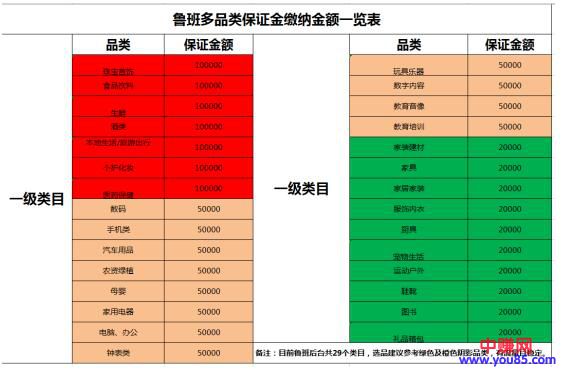 鲁班多品类保证金缴纳金额一览表
品类 保证金额 品类 保证金额
珠宝首饰 100000 玩具乐器 50000
食品饮料 100000 数字内容 50000
生鲜 100000 教育音像 50000
酒类 100000 教育培训 50000
本地生活/旅游出行 100000 家装建材 20000
个护化妆 100000 家具 20000
医药保健 100000 家居家装 20000
一级类目 一级类目
数码 50000 服饰内衣 20000
手机类 50000 厨具 20000
汽车用品 50000 宠物生活 20000
农资绿植 50000 运动户外 20000
母婴 50000 鞋靴 20000
家用电器 50000 图书 20000
电脑、办公 50000 礼品箱包 20000
钟表类 50000 备注：目前鲁班后台共29个类目，选品建议参考绿色及橙色阴影品类，有流量且稳定。
中赚网
www.you85.com